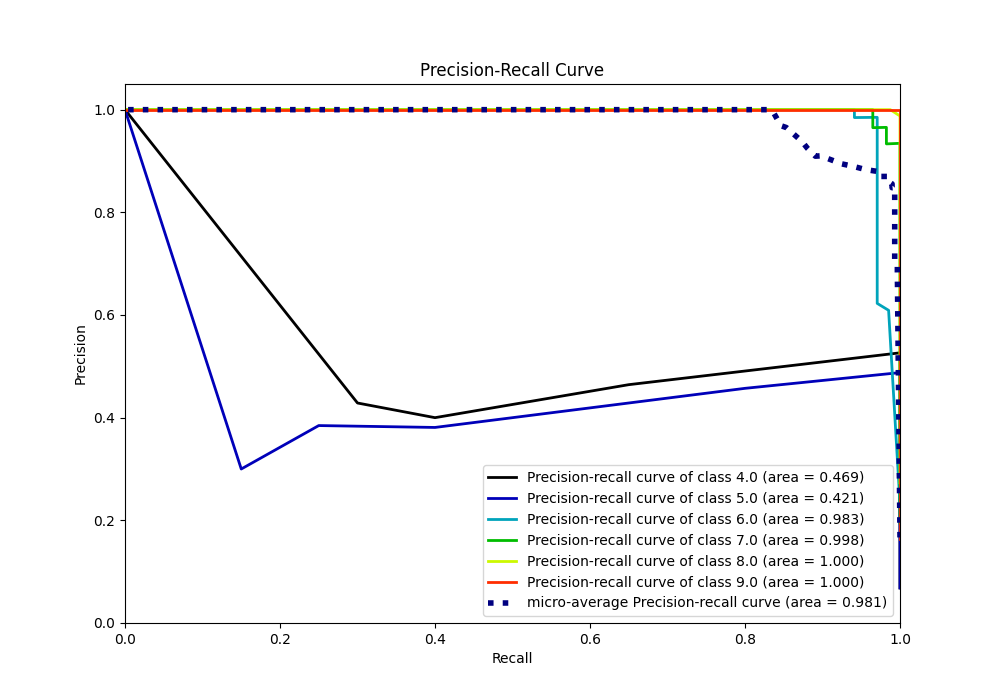 Precision-Recall Curve
1.0
0.8
0.6
0.4
0.2
0.0
Precision
0.0 0.2 0.4 0.6 0.8 1.0
Recall
Precision-recall curve of class 4.0 (area = 0.469)
Precision-recall curve of class 5.0 (area = 0.421)
Precision-recall curve of class 6.0 (area = 0.983)
Precision-recall curve of class 7.0 (area = 0.998)
Precision-recall curve of class 8.0 (area = 1.000)
Precision-recall curve of class 9.0 (area = 1.000)
micro-average Precision-recall curve (area = 0.981)